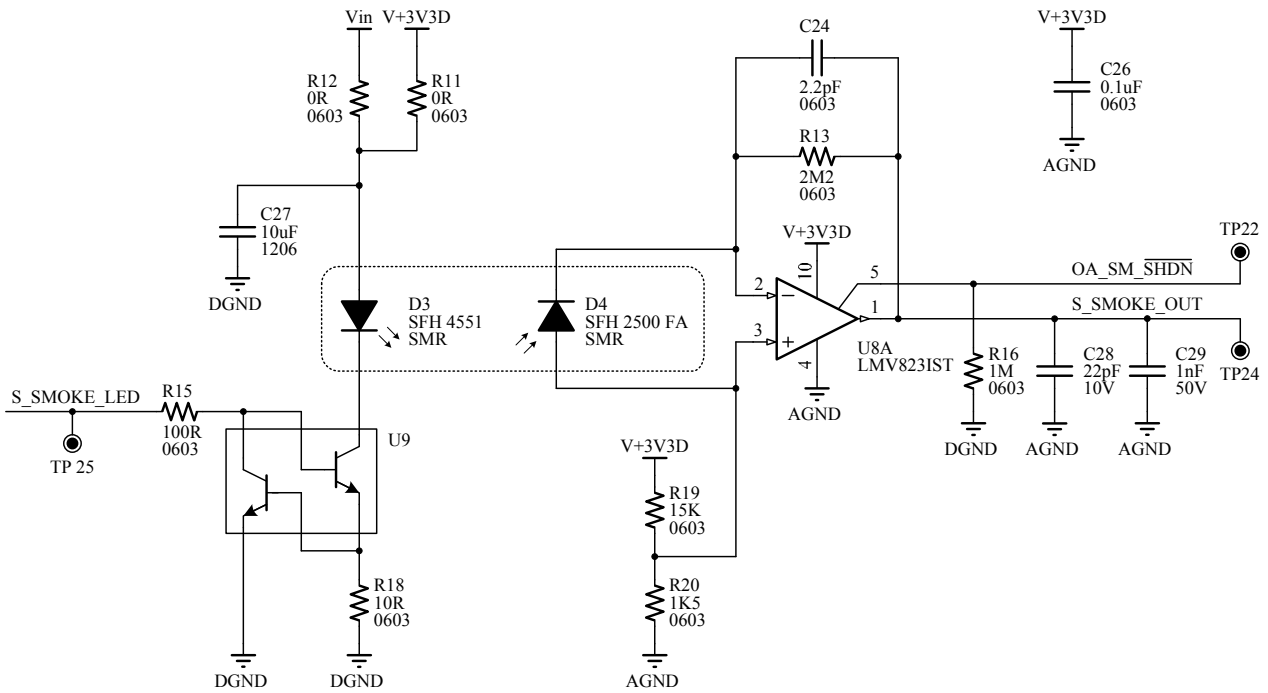 Vin
V+3V3D
R12
0R
0603
R11
0R
0603
C27
10uF
1206
DGND
D3
SFH 4551
SMR
D4
SFH 2500 FA
SMR
S_SMOKE_LED
TP 25
R15
100R
0603
U9
R18
10R
0603
DGND
DGND
C24
2.2pF
0603
R13
2M2
0603
V+3V3D
C26
0.1uF
0603
AGND
V+3V3D
10
2
3
5
1
4
U8A
LMV823IST
AGND
OA_SM_SHDN
TP22
S_SMOKE_OUT
TP24
R16
1M
0603
DGND
C28
22pF
10V
AGND
C29
1nF
50V
AGND
V+3V3D
R19
15K
0603
R20
1K5
0603
AGND